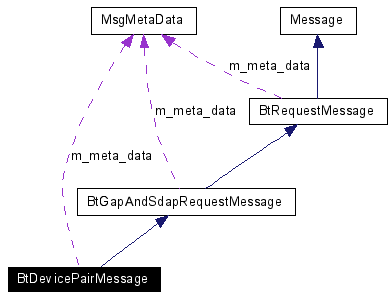 MsgMetaData
Message
m_meta_data
BtRequestMessage
m_meta_data
m_meta_data
BtGapAndSdapRequestMessage
BtDevicePairMessage